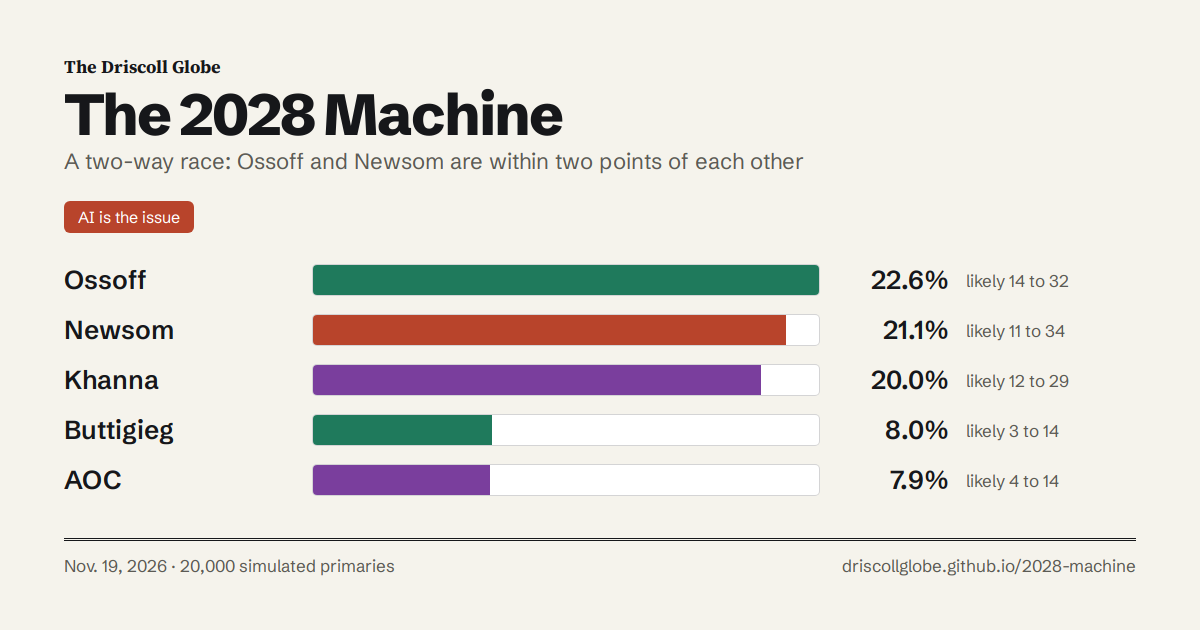 The Driscoll Globe
The 2028 Machine
A two-way race: Ossoff and Newsom are within two points of each other
AI is the issue
Ossoff 22.6% likely 14 to 32
Newsom 21.1% likely 11 to 34
Khanna 20.0% likely 12 to 29
Buttigieg 8.0% likely 3 to 14
AOC 7.9% likely 4 to 14
Nov. 19, 2026 · 20,000 simulated primaries driscollglobe.github.io/2028-machine